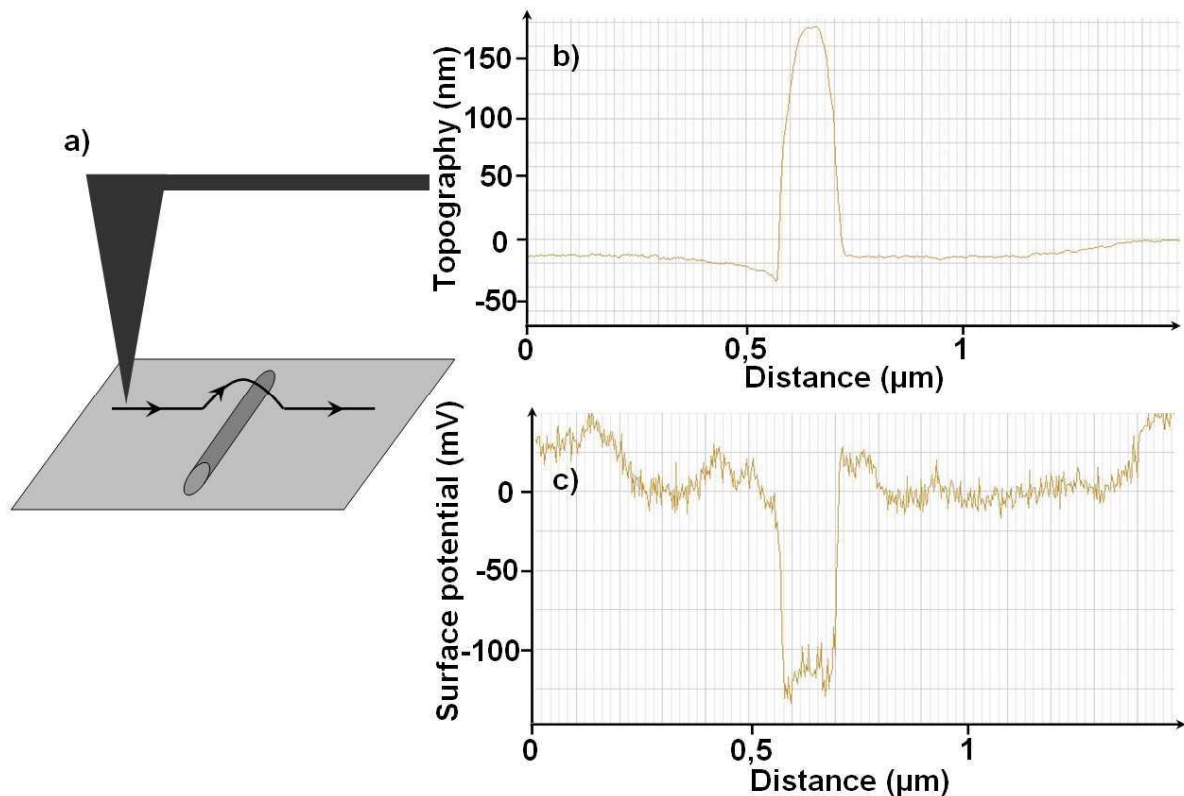 a)
b)
Topography (nm)
150
100
50
0
-50
0
0,5
1
Distance (µm)
c)
Surface potential (mV)
0
-50
-100
0
0,5
1
Distance (µm)